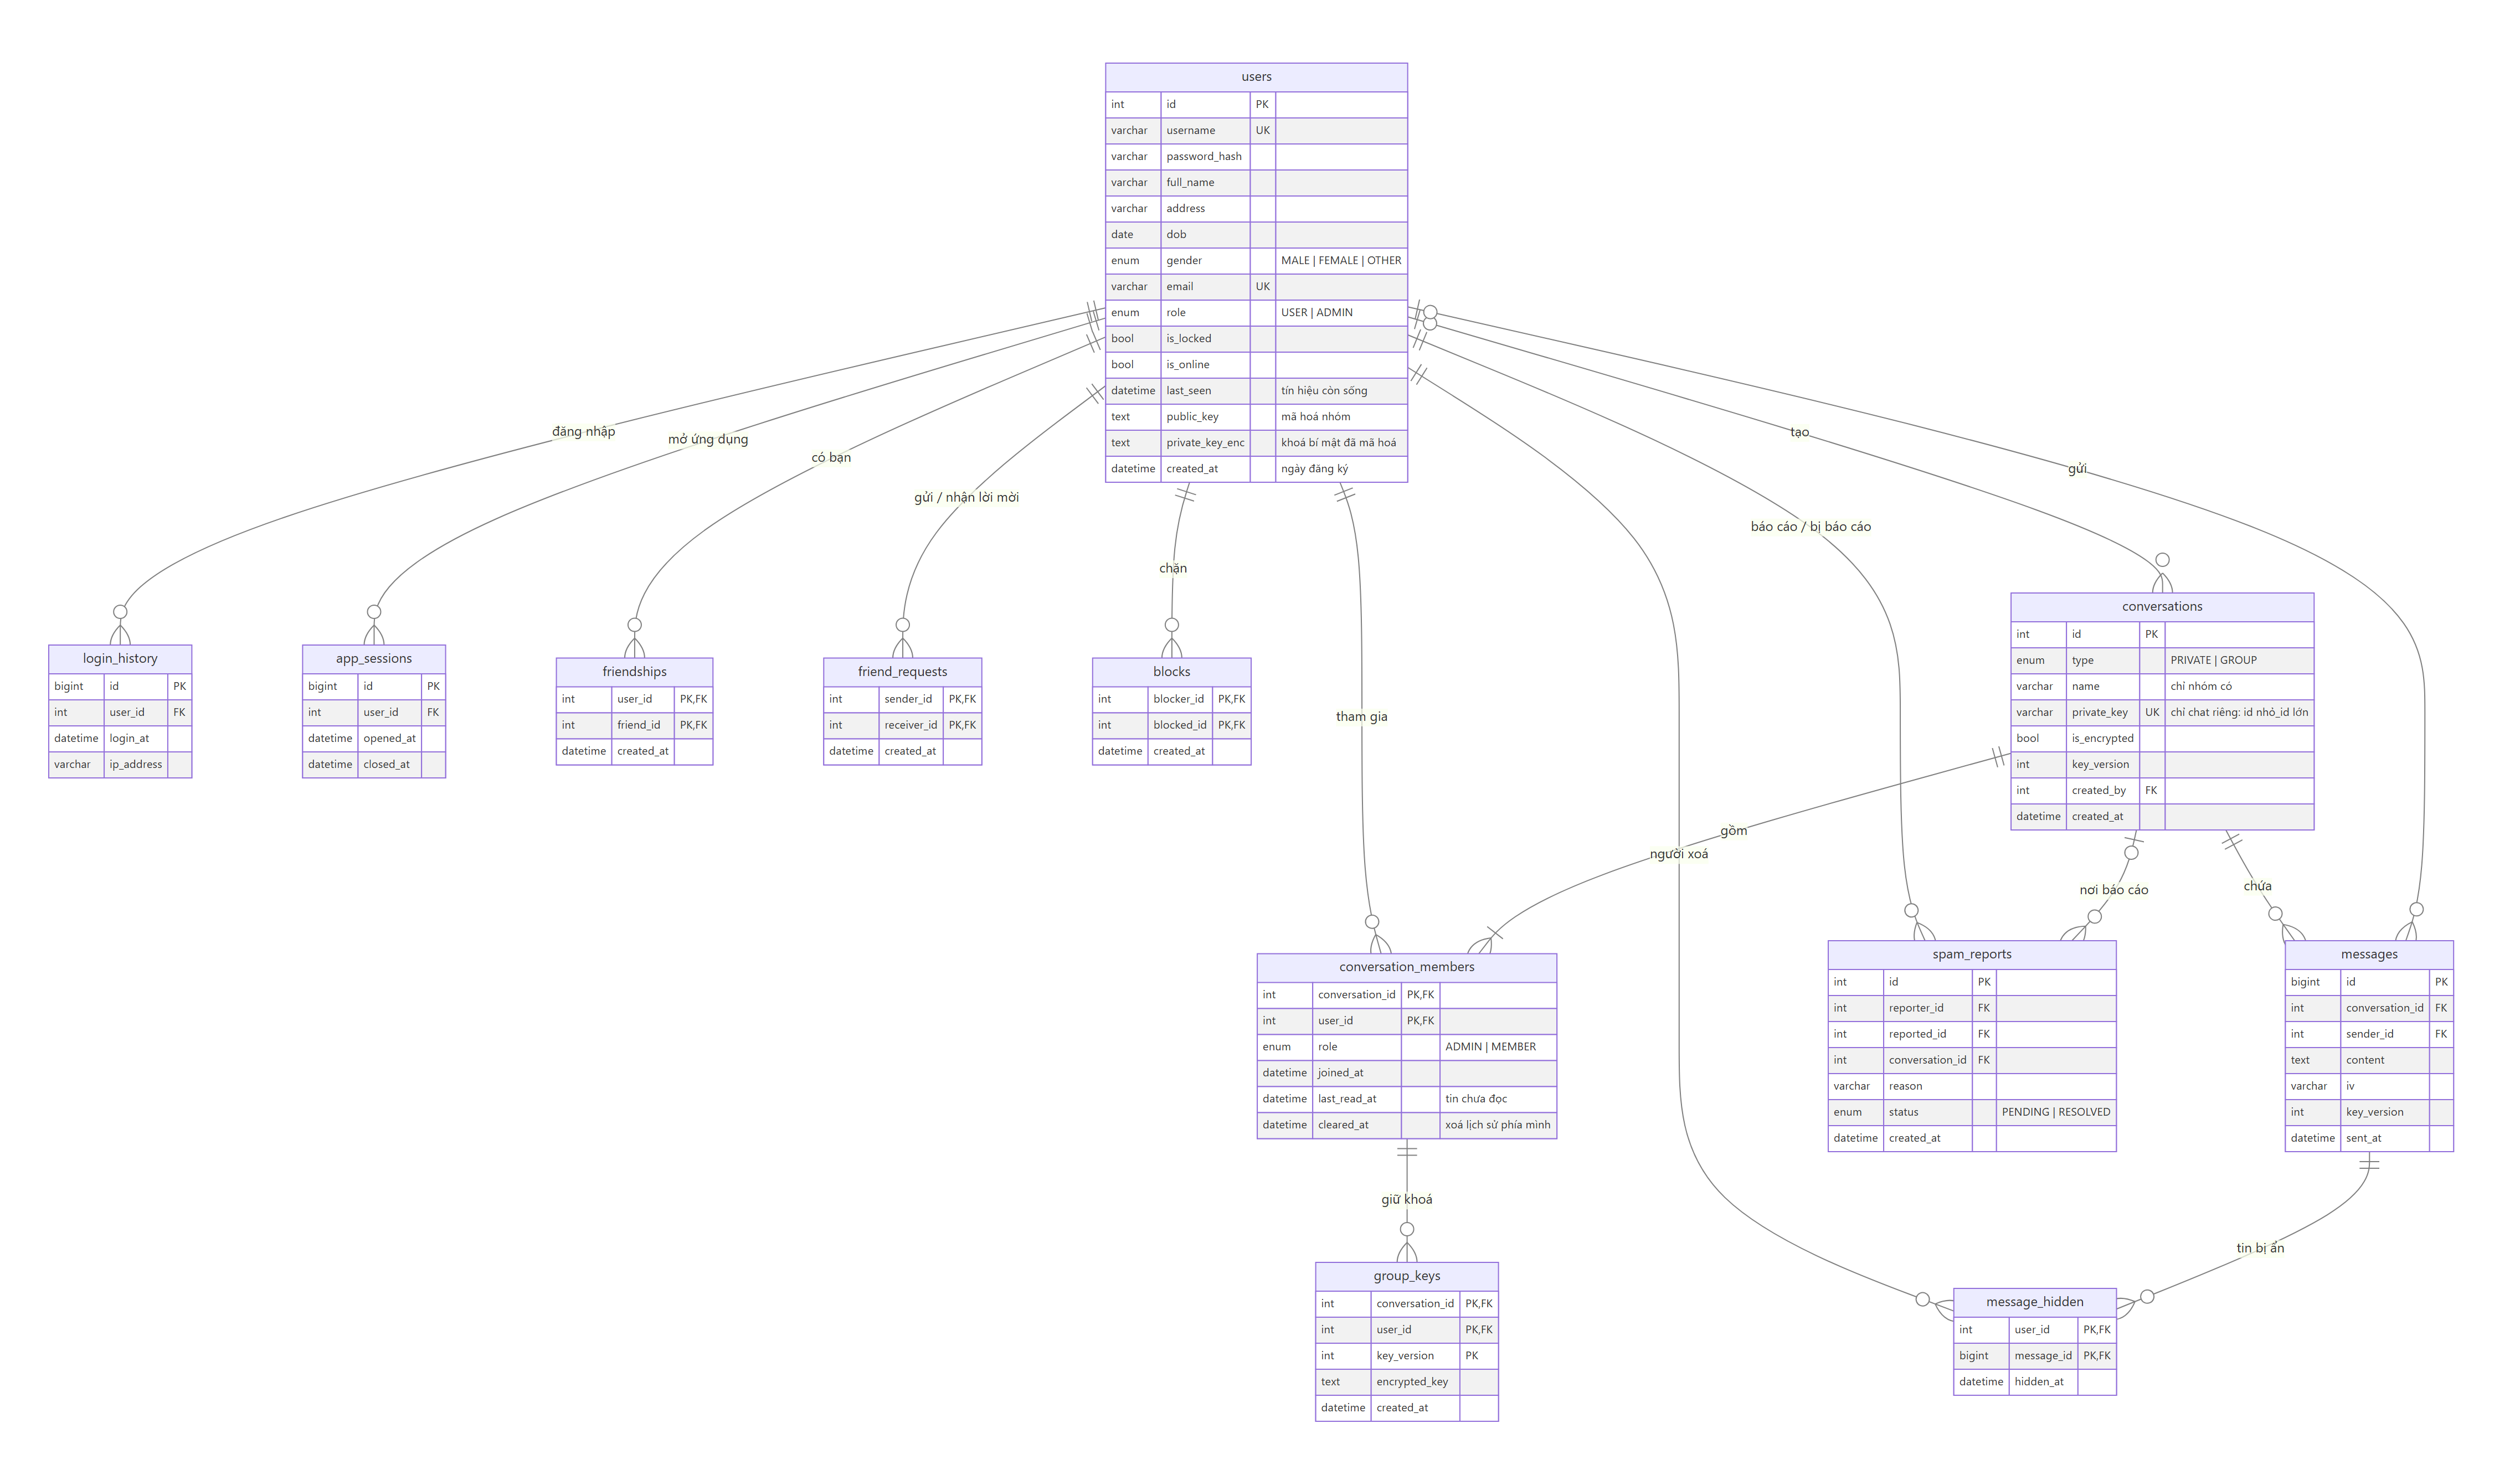 users
int id PK
varchar username UK
varchar password_hash
varchar full_name
varchar address
date dob
enum gender MALE | FEMALE | OTHER
varchar email UK
enum role USER | ADMIN
bool is_locked
bool is_online
datetime last_seen tín hiệu còn sống
text public_key mã hoá nhóm
text private_key_enc khoá bí mật đã mã hoá
datetime created_at ngày đăng ký
đăng nhập
mở ứng dụng
có bạn
gửi / nhận lời mời
chặn
tham gia
người xoá
báo cáo / bị báo cáo
tạo
gửi
login_history
bigint id PK
int user_id FK
datetime login_at
varchar ip_address
app_sessions
bigint id PK
int user_id FK
datetime opened_at
datetime closed_at
friendships
int user_id PK,FK
int friend_id PK,FK
datetime created_at
friend_requests
int sender_id PK,FK
int receiver_id PK,FK
datetime created_at
blocks
int blocker_id PK,FK
int blocked_id PK,FK
datetime created_at
conversations
int id PK
enum type PRIVATE | GROUP
varchar name chỉ nhóm có
varchar private_key UK chỉ chat riêng: id nhỏ_id lớn
bool is_encrypted
int key_version
int created_by FK
datetime created_at
gồm
nơi báo cáo
chứa
conversation_members
int conversation_id PK,FK
int user_id PK,FK
enum role ADMIN | MEMBER
datetime joined_at
datetime last_read_at tin chưa đọc
datetime cleared_at xoá lịch sử phía mình
spam_reports
int id PK
int reporter_id FK
int reported_id FK
int conversation_id FK
varchar reason
enum status PENDING | RESOLVED
datetime created_at
messages
bigint id PK
int conversation_id FK
int sender_id FK
text content
varchar iv
int key_version
datetime sent_at
giữ khoá
tin bị ẩn
group_keys
int conversation_id PK,FK
int user_id PK,FK
int key_version PK
text encrypted_key
datetime created_at
message_hidden
int user_id PK,FK
bigint message_id PK,FK
datetime hidden_at